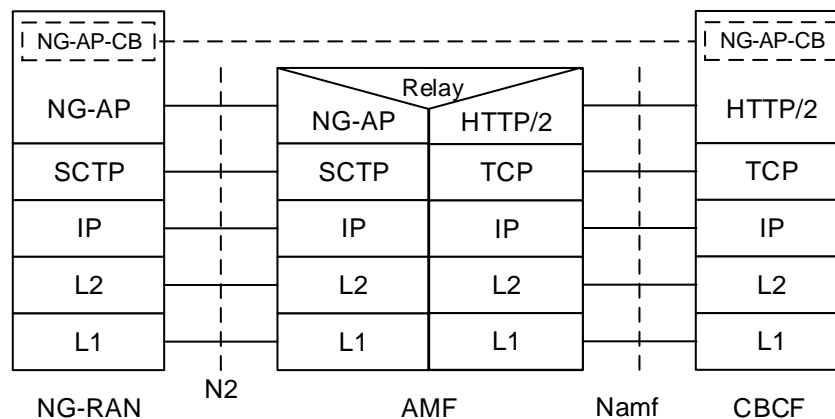 NG-AP-CB
NG-AP-CB
Relay
NG-AP
NG-AP
HTTP/2
HTTP/2
SCTP
SCTP
TCP
TCP
IP
IP
IP
IP
L2
L2
L2
L2
L1
L1
L1
L1
N2
NG-RAN
AMF
Namf
CBCF